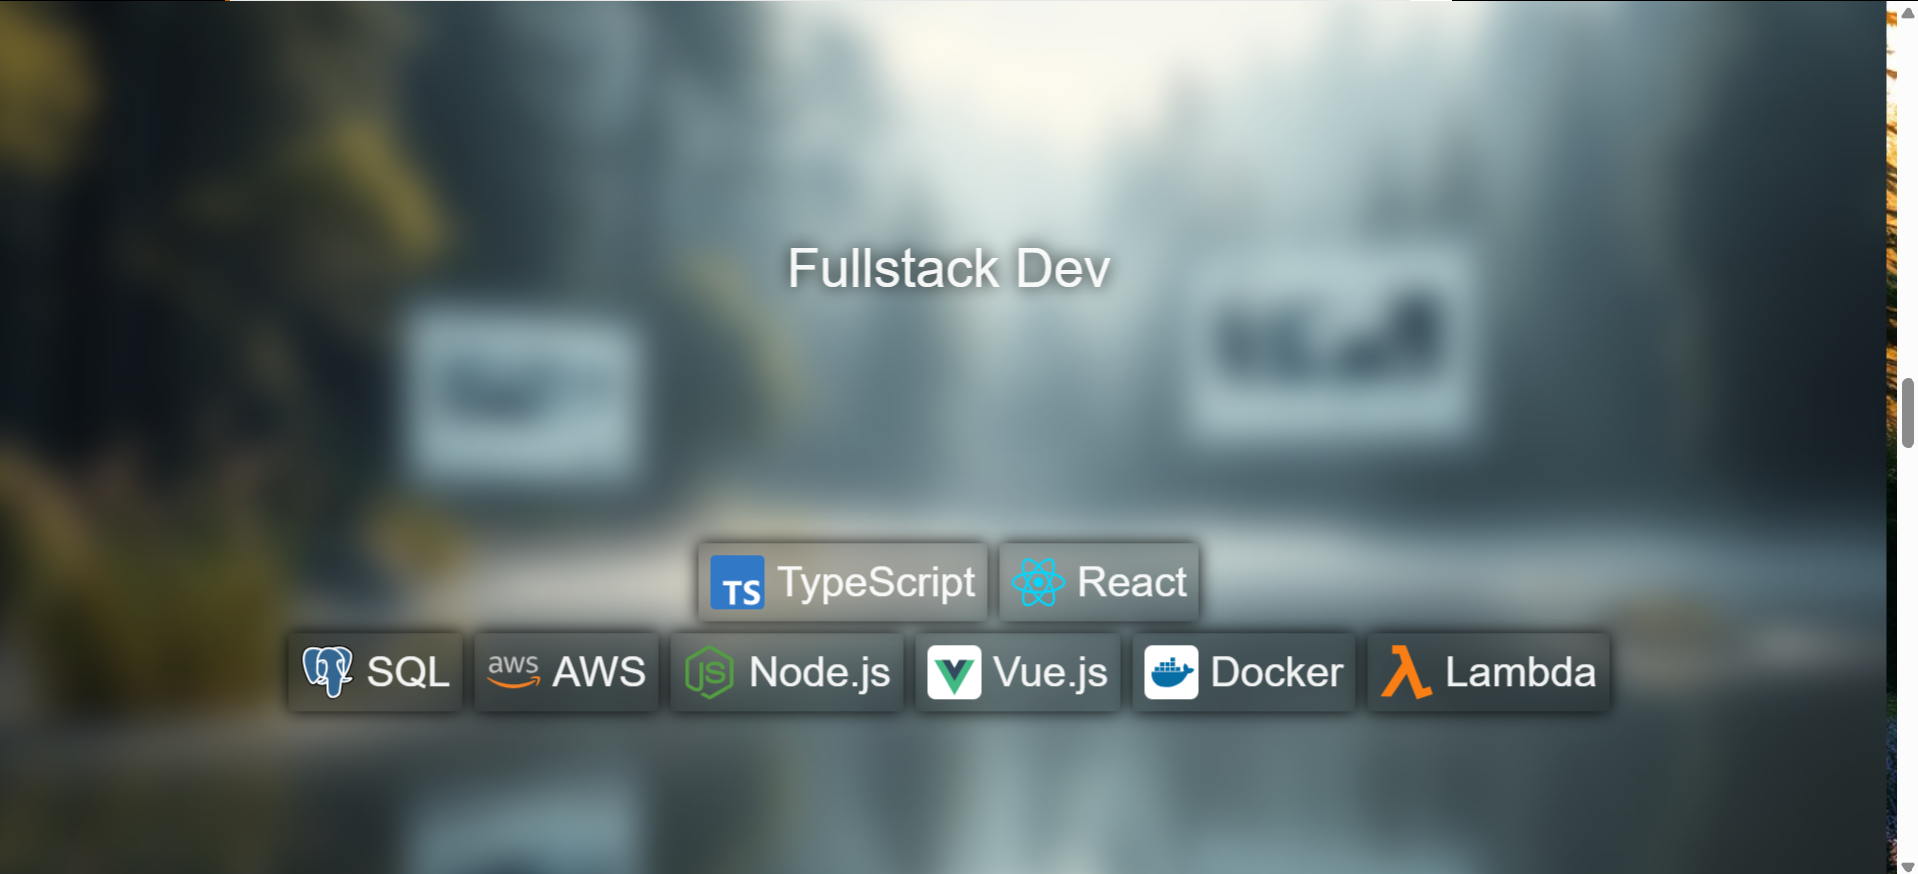 Fullstack Dev
TS TypeScript React
SQL aws AWS JS Node.js Vue.js Docker Lambda